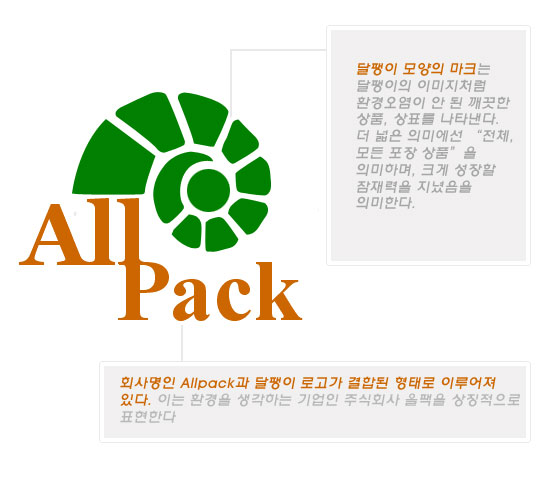 달팽이 모양의 마크는
달팽이의 이미지처럼
환경오염이 안 된 깨끗한
상품, 상표를 나타낸다.
더 넓은 의미에선 “전체,
모든 포장 상품”을
의미하며, 크게 성장할
잠재력을 지녔음을
의미한다.
All
Pack
회사명인 Allpack과 달팽이 로고가 결합된 형태로 이루어져
있다. 이는 환경을 생각하는 기업인 주식회사 올팩을 상징적으로
표현한다